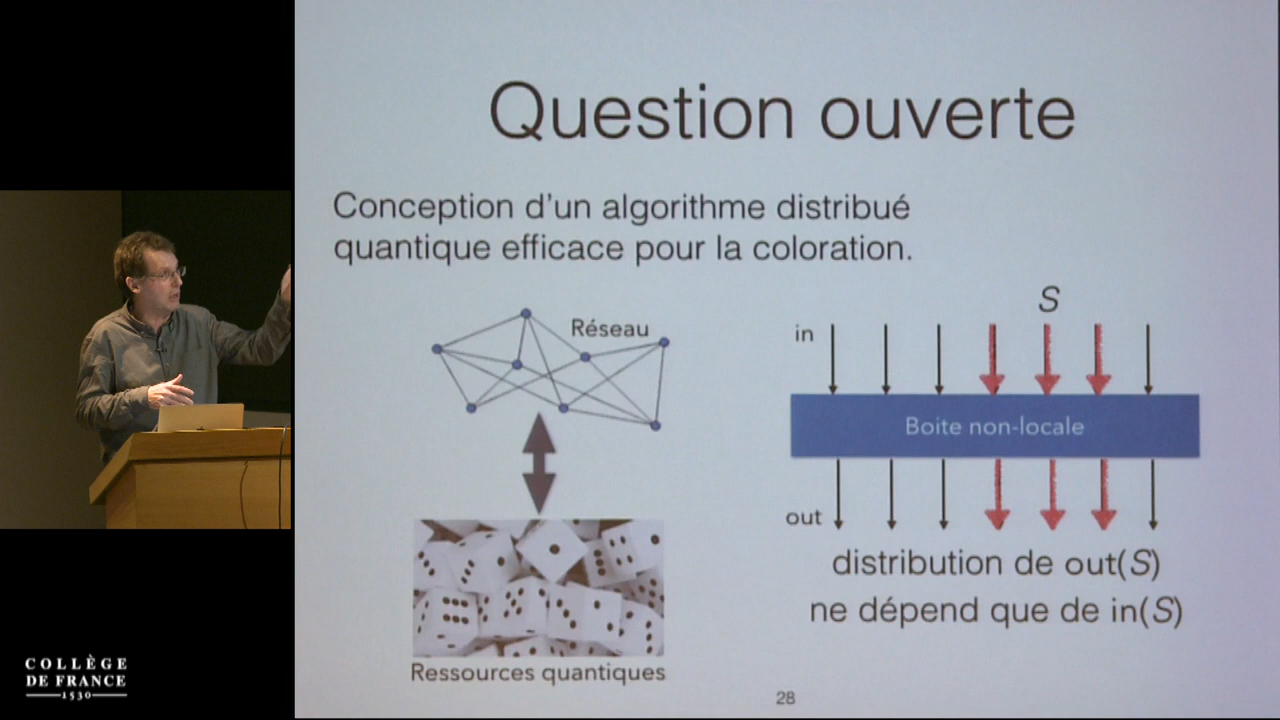 Question ouverte
Conception d'un algorithme distribué
quantique efficace pour la coloration.
Réseau
Ressources quantiques
S
in
Boite non-locale
out
distribution de out(S)
ne dépend que de in(S)
28
COLLÈGE
DE FRANCE
1530